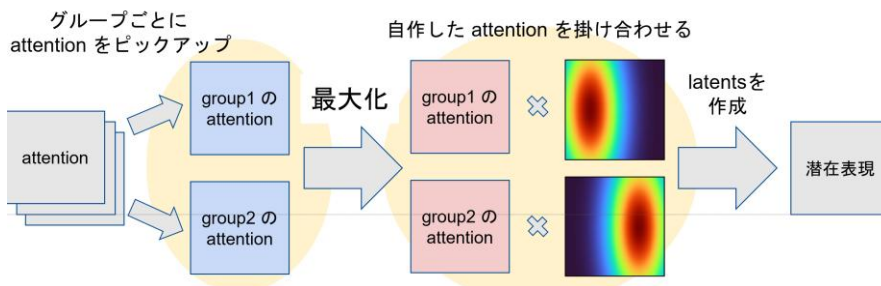 グループごとに
attention をピックアップ
自作した attention を掛け合わせる
attention
group1 の
attention
group2 の
attention
最大化
group1 の
attention
group2 の
attention
latentsを
作成
潜在表現